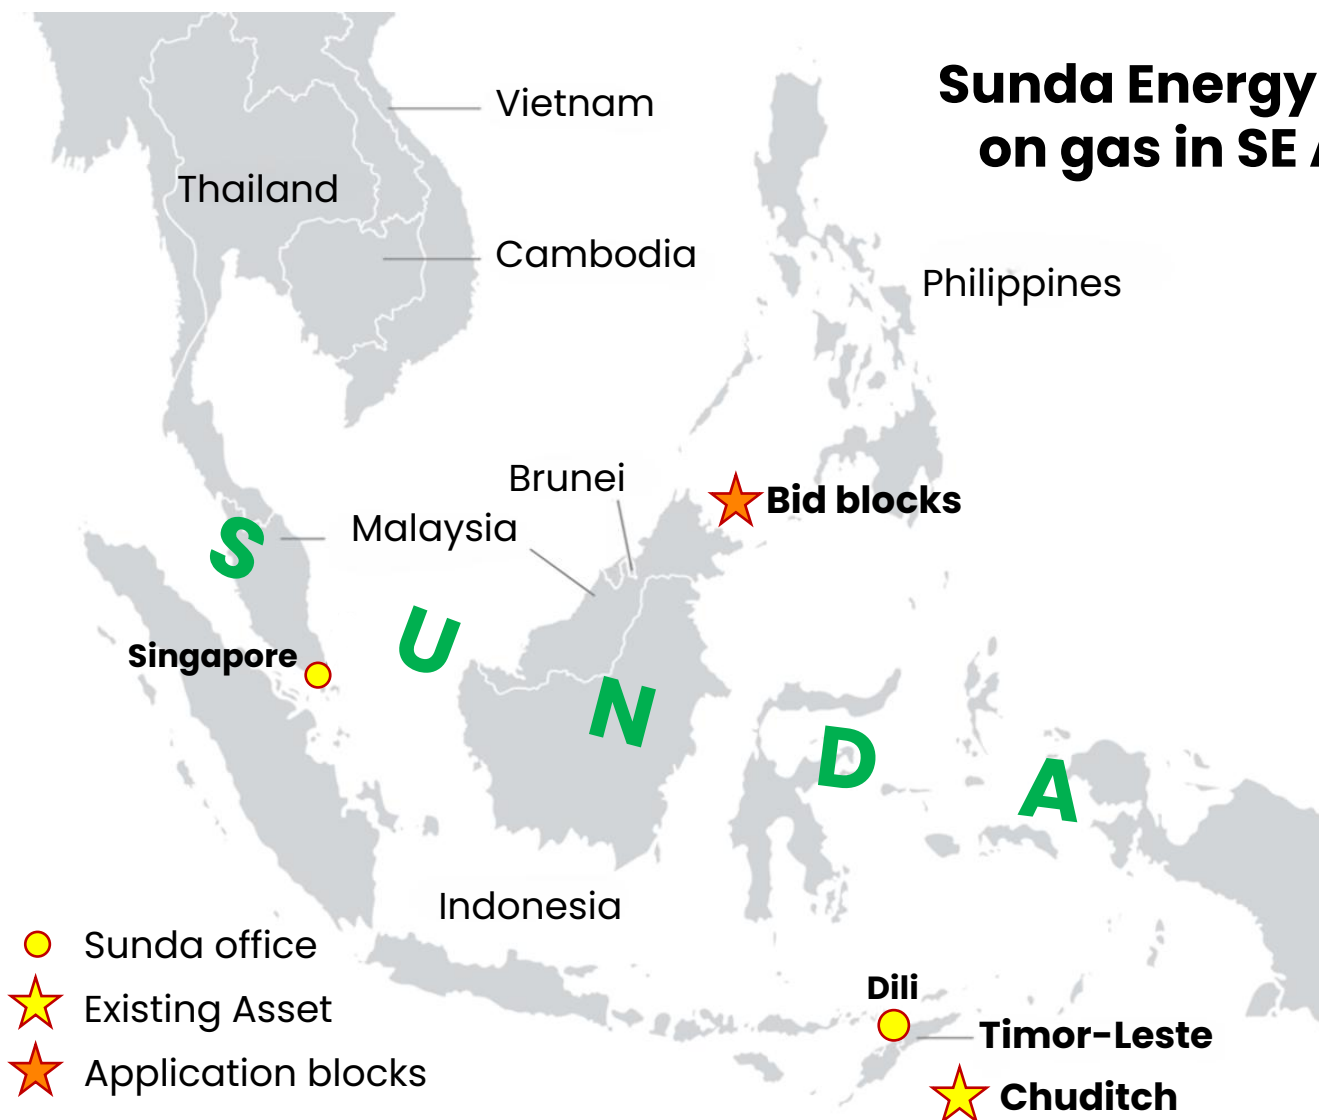 Sunda Energy
on gas in SE
Vietnam
Thailand
Cambodia
Philippines
Brunei
Bid blocks
Malaysia
S
U
N
D
A
Singapore
Indonesia
Sunda office
Existing Asset
Application blocks
Dili
Timor-Leste
Chuditch